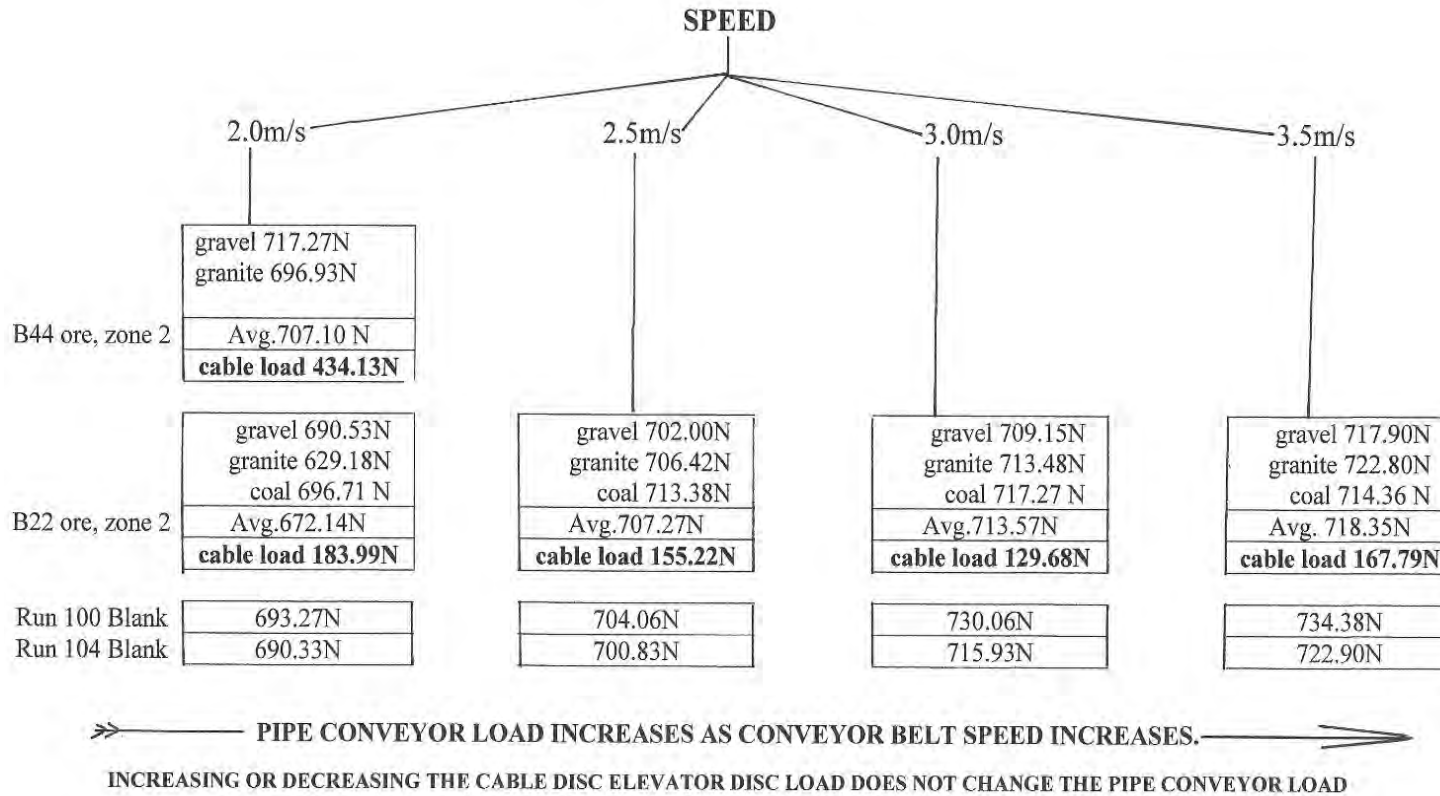 SPEED
2.0m/s 2.5m/s 3.0m/s 3.5m/s
gravel 717.27N
granite 696.93N
B44 ore, zone 2 Avg.707.10 N
cable load 434.13N
gravel 690.53N gravel 702.00N gravel 709.15N gravel 717.90N
granite 629.18N granite 706.42N granite 713.48N granite 722.80N
coal 696.71 N coal 713.38N coal 717.27 N coal 714.36 N
B22 ore, zone 2 Avg.672.14N Avg.707.27N Avg.713.57N Avg. 718.35N
cable load 183.99N cable load 155.22N cable load 129.68N cable load 167.79N
Run 100 Blank 693.27N 704.06N 730.06N 734.38N
Run 104 Blank 690.33N 700.83N 715.93N 722.90N
PIPE CONVEYOR LOAD INCREASES AS CONVEYOR BELT SPEED INCREASES.
INCREASING OR DECREASING THE CABLE DISC ELEVATOR DISC LOAD DOES NOT CHANGE THE PIPE CONVEYOR LOAD